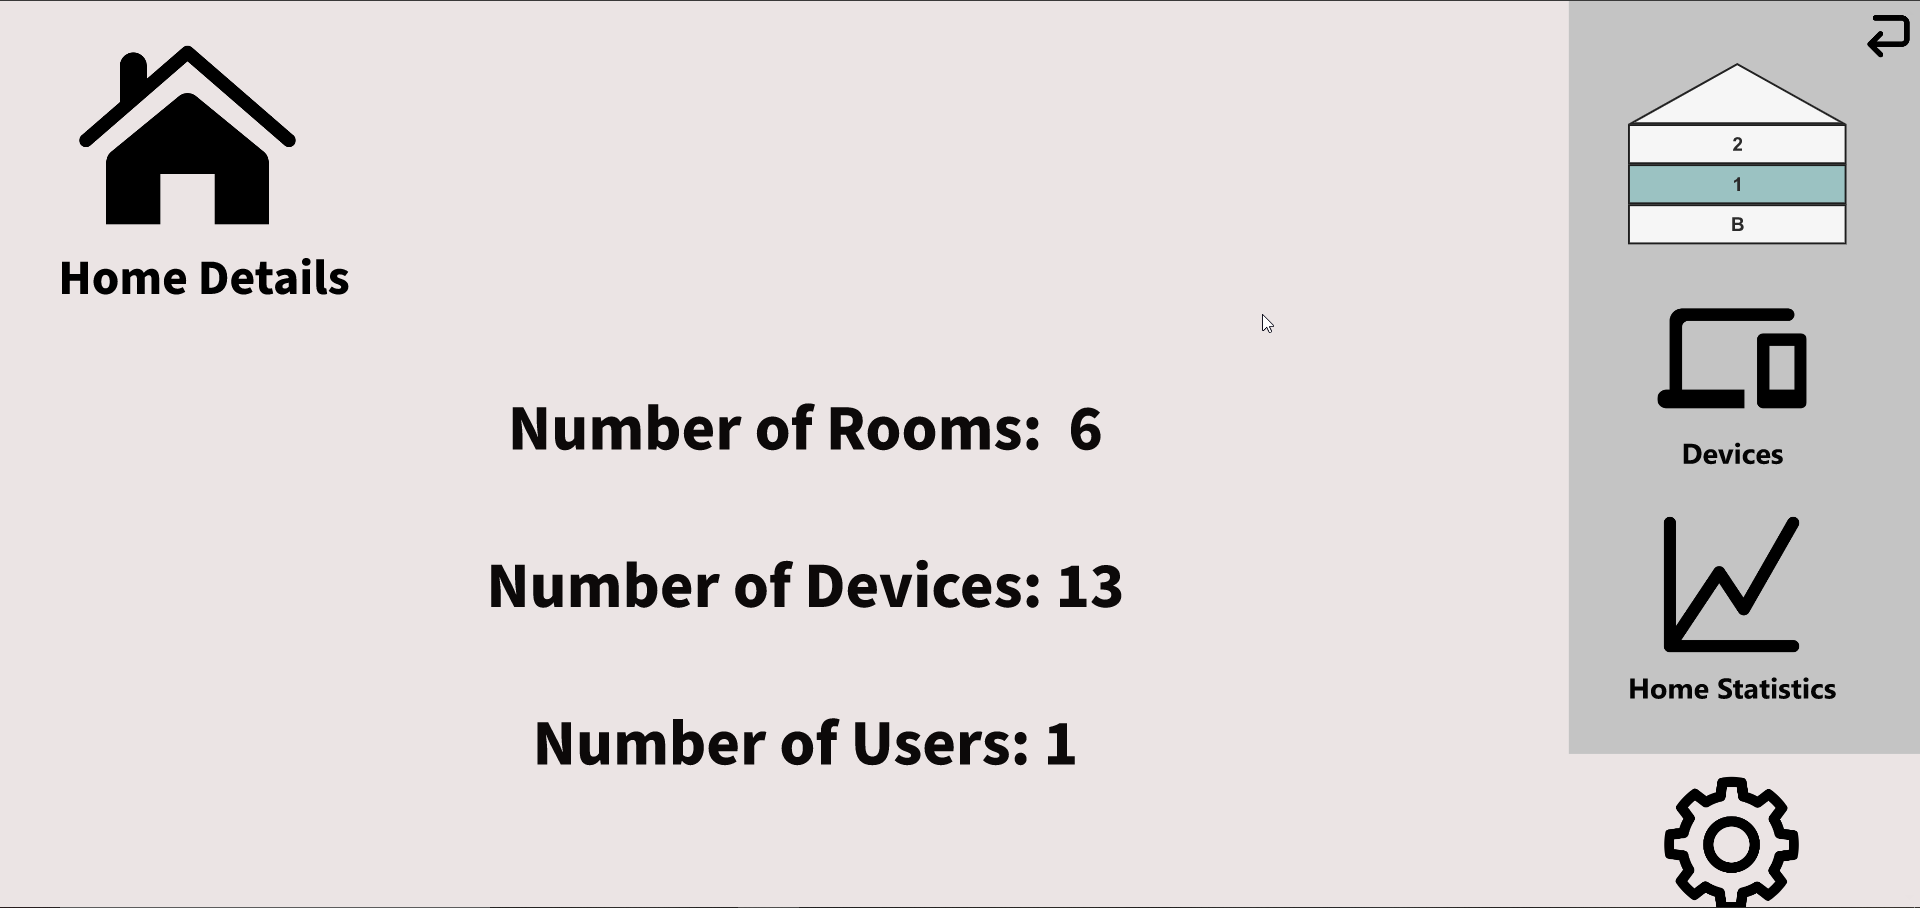 Home Details
Number of Rooms: 6
Number of Devices: 13
Number of Users: 1
2
1
B
Devices
Home Statistics